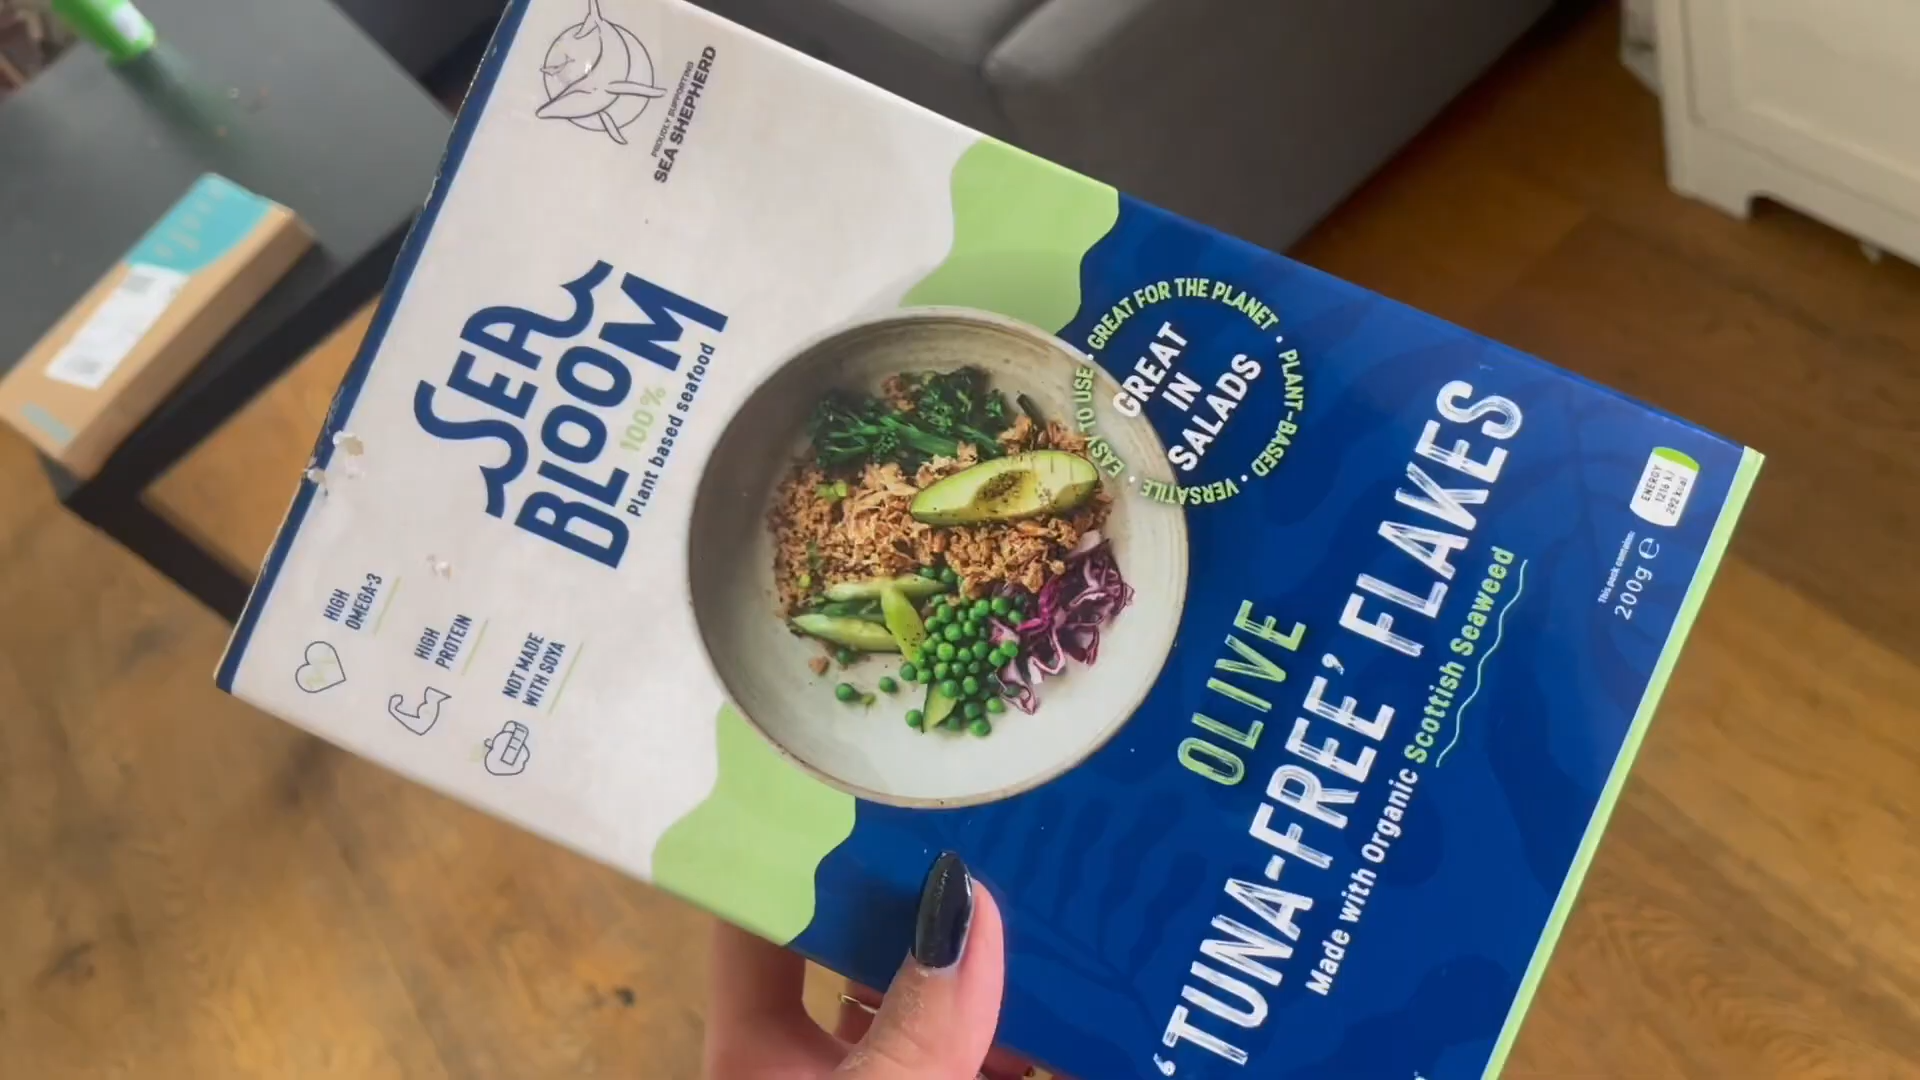 PROUDLY SUPPORTING
SEA SHEPHERD
SEA
BLOOM
100%
Plant based seafood
HIGH
OMEGA-3
HIGH
PROTEIN
NOT MADE
WITH SOYA
GREAT FOR THE PLANET • PLANT-BASED • VERSATILE • EASY TO USE •
GREAT
IN
SALADS
OLIVE
‘TUNA-FREE’ FLAKES
Made with Organic Scottish Seaweed
ENERGY
1216 kJ
292 kcal
This pack contains:
200g ℮